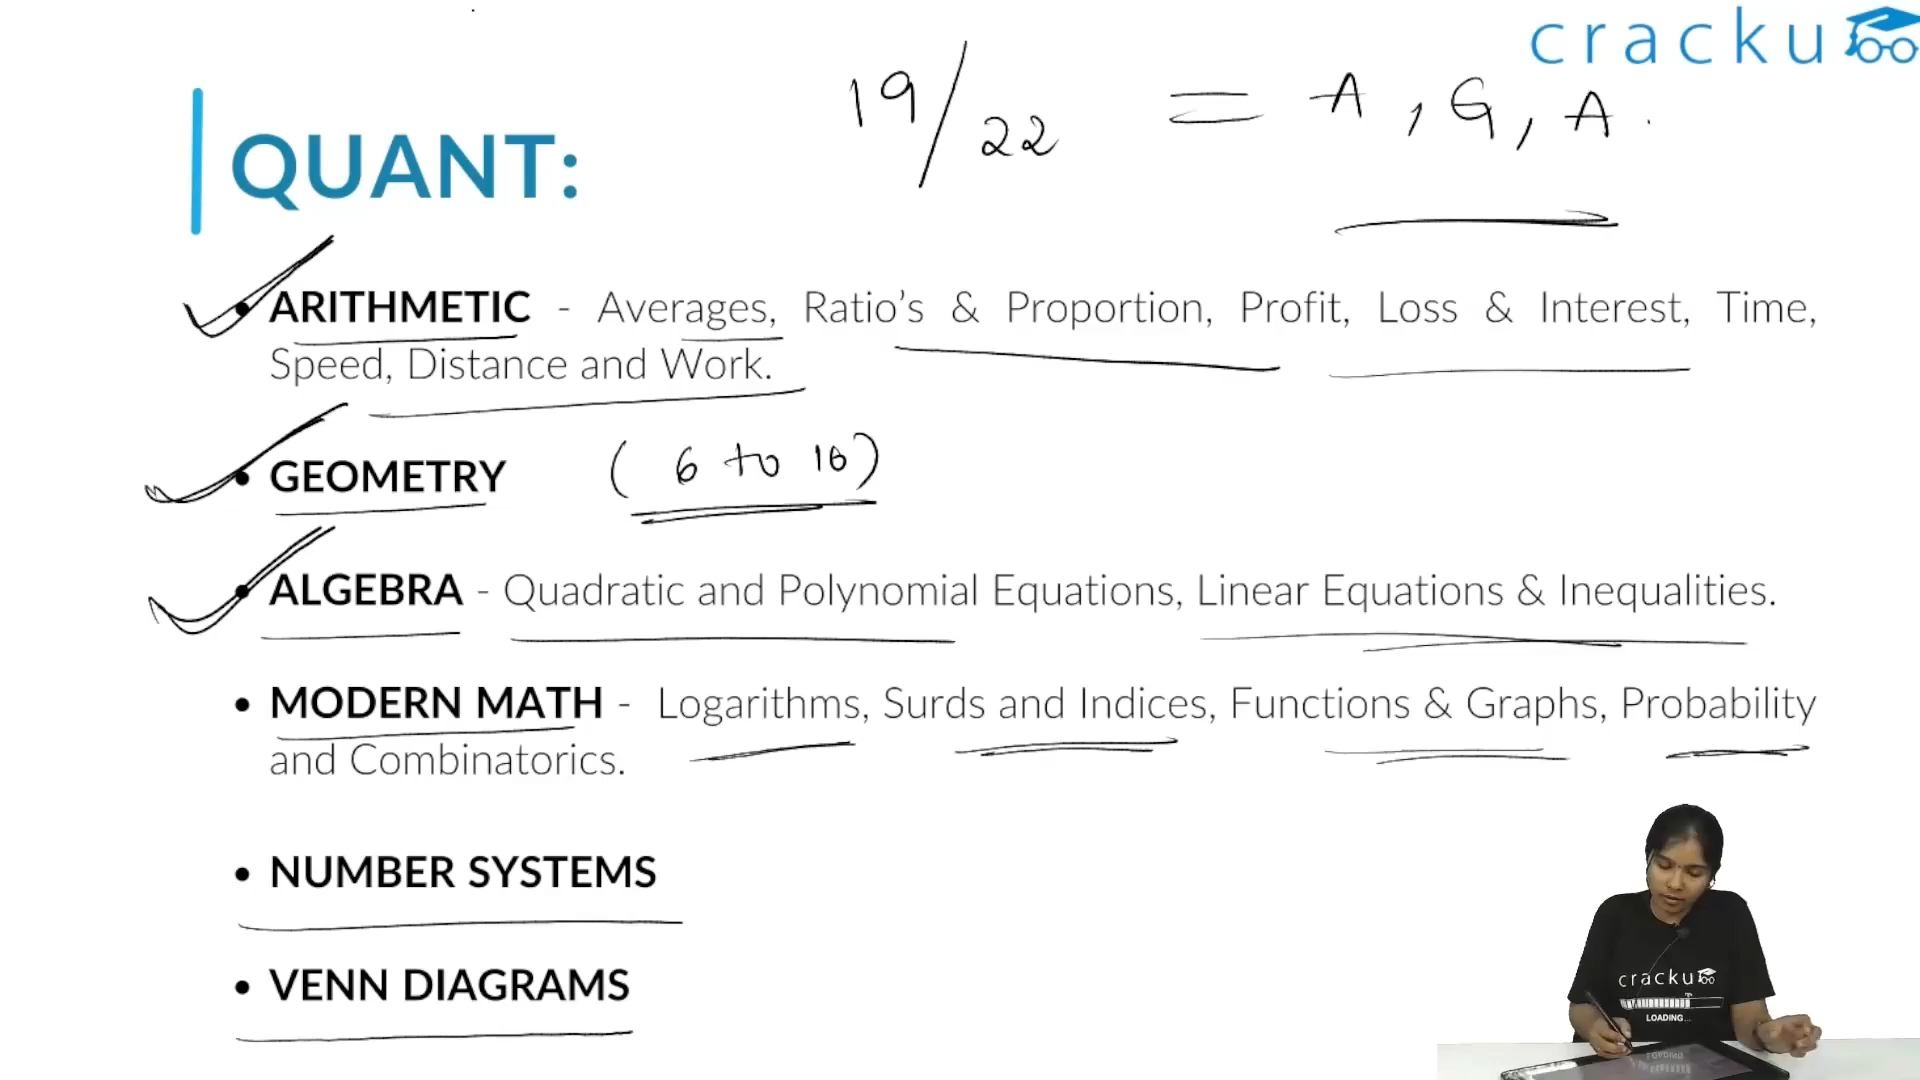 cracku
19/22 = A, G, A.
QUANT:
• ARITHMETIC - Averages, Ratio's & Proportion, Profit, Loss & Interest, Time,
Speed, Distance and Work.
• GEOMETRY (6 to 10)
• ALGEBRA - Quadratic and Polynomial Equations, Linear Equations & Inequalities.
• MODERN MATH - Logarithms, Surds and Indices, Functions & Graphs, Probability
and Combinatorics.
• NUMBER SYSTEMS
• VENN DIAGRAMS
cracku
LOADING...